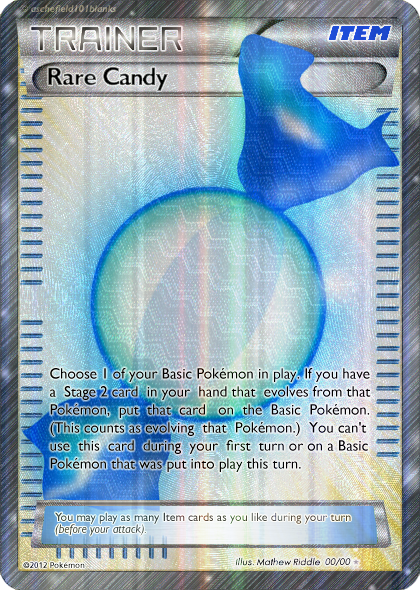 © aschefield101blanks
TRAINER
ITEM
Rare Candy
Choose 1 of your Basic Pokémon in play. If you have
a Stage 2 card in your hand that evolves from that
Pokémon, put that card on the Basic Pokémon.
(This counts as evolving that Pokémon.) You can't
use this card during your first turn or on a Basic
Pokémon that was put into play this turn.
You may play as many Item cards as you like during your turn
(before your attack).
©2012 Pokémon
Illus. Mathew Riddle 00/00